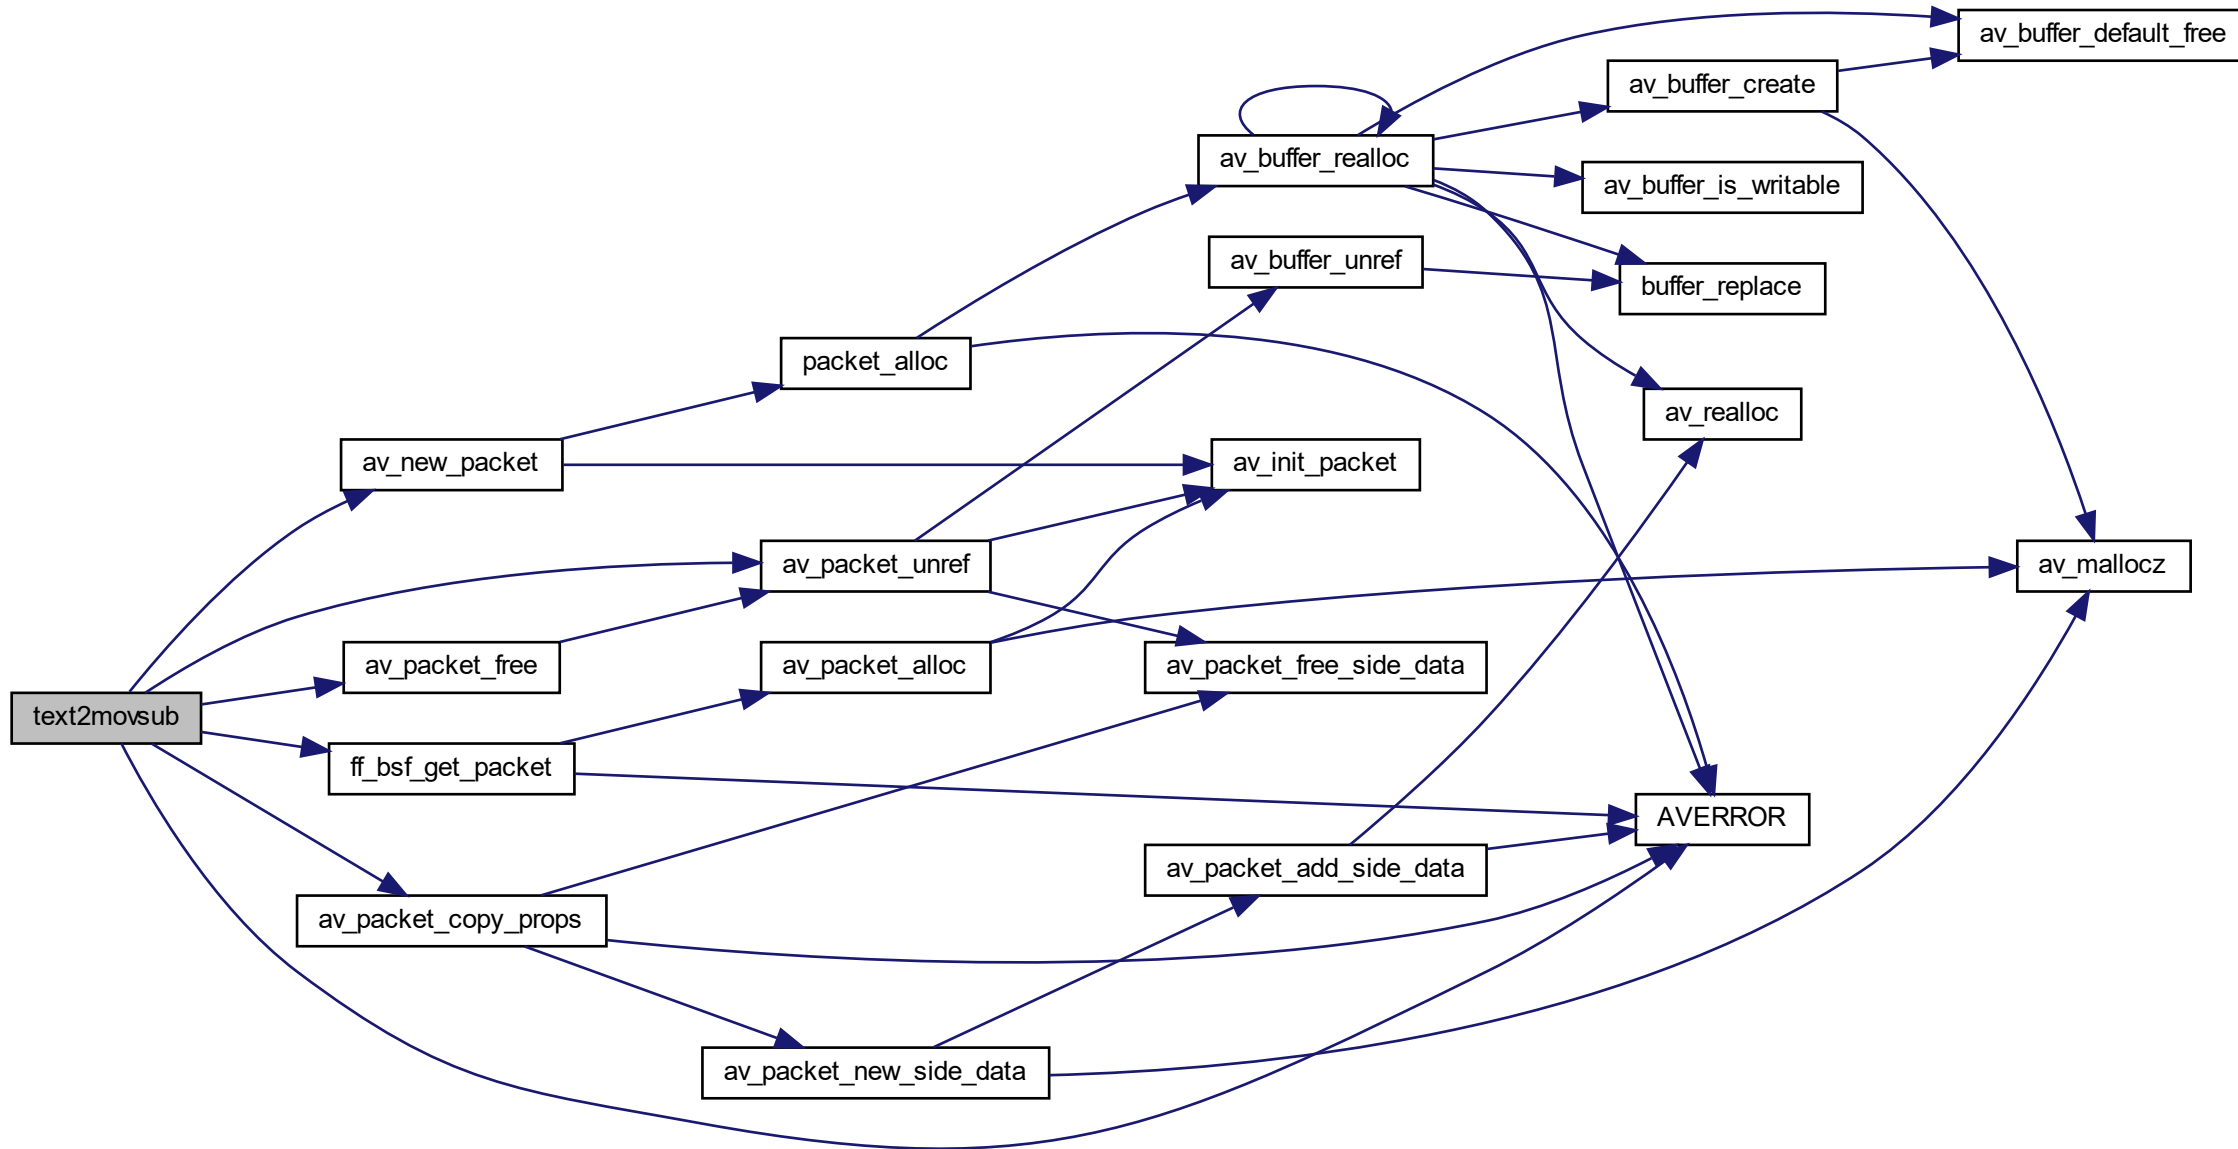 av_buffer_default_free
av_buffer_create
av_buffer_realloc
av_buffer_is_writable
av_buffer_unref
buffer_replace
packet_alloc
av_realloc
av_new_packet
av_init_packet
av_packet_unref
av_mallocz
av_packet_free
av_packet_alloc
av_packet_free_side_data
text2movsub
ff_bsf_get_packet
AVERROR
av_packet_add_side_data
av_packet_copy_props
av_packet_new_side_data